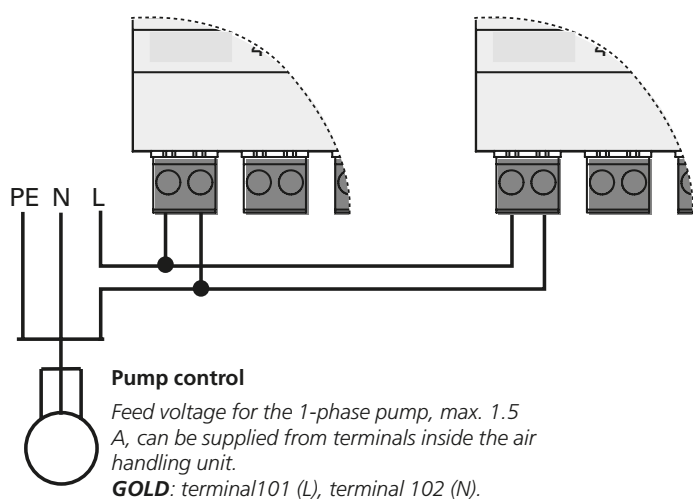 PE N L
Pump control
Feed voltage for the 1-phase pump, max. 1.5
A, can be supplied from terminals inside the air
handling unit.
GOLD: terminal101 (L), terminal 102 (N).